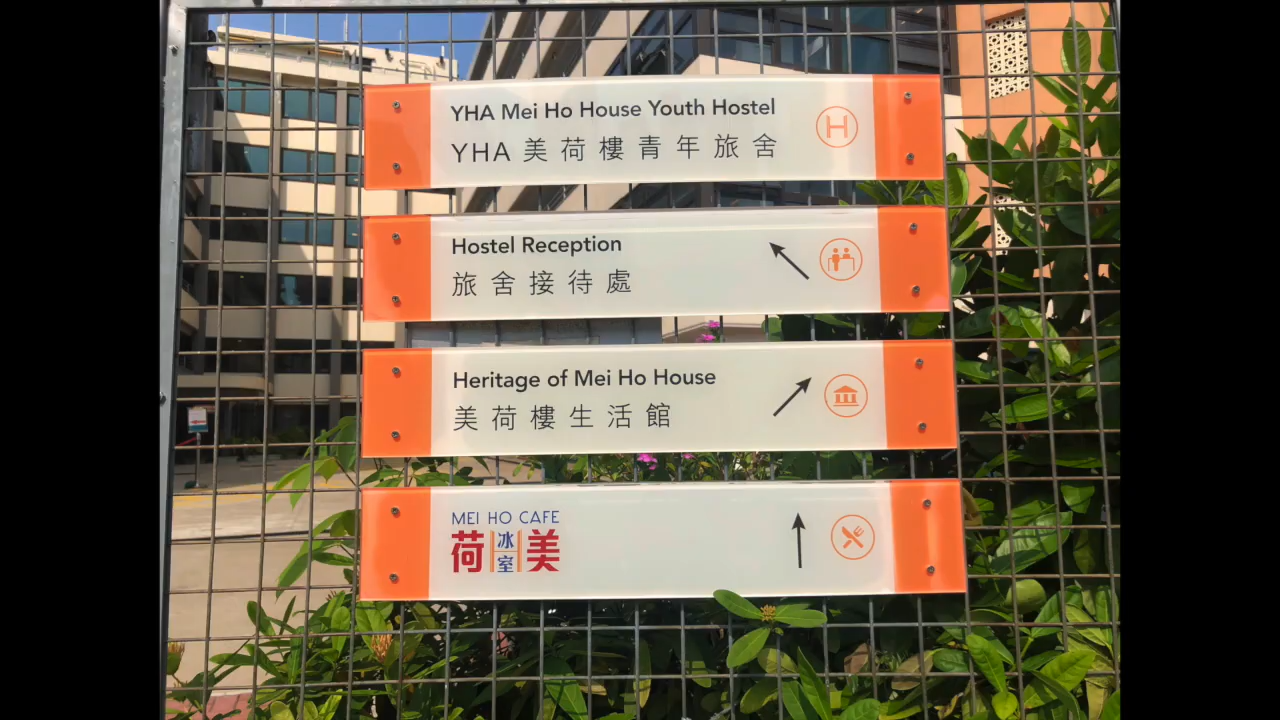 YHA Mei Ho House Youth Hostel
YHA 美荷樓青年旅舍
Hostel Reception
旅舍接待處
Heritage of Mei Ho House
美荷樓生活館
MEI HO CAFE
荷冰室美